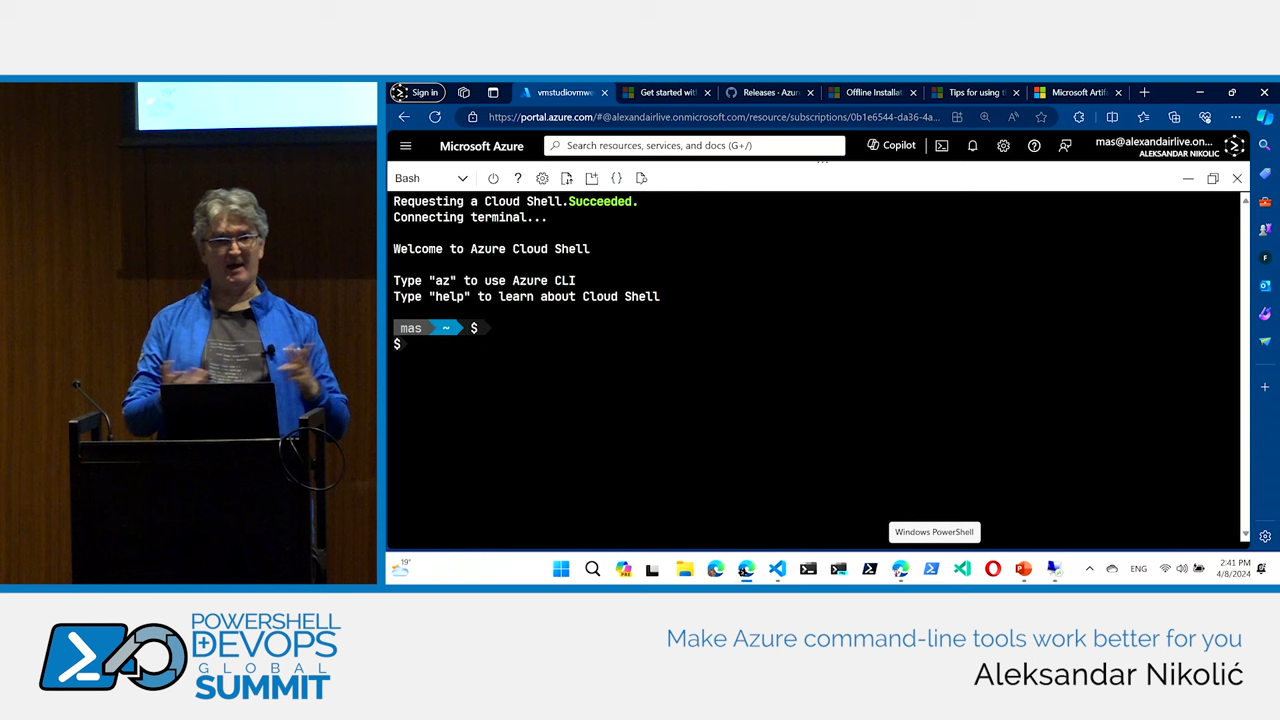 Sign in
vmstudiovmwe
Get started with
Releases · Azure
Offline Installat
Tips for using t
Microsoft Artif
https://portal.azure.com/#@alexandairlive.onmicrosoft.com/resource/subscriptions/0b1e6544-da36-4a...
Microsoft Azure
Search resources, services, and docs (G+/)
Copilot
mas@alexandairlive.on...
ALEKSANDAR NIKOLIC
Bash
Requesting a Cloud Shell.Succeeded.
Connecting terminal...
Welcome to Azure Cloud Shell
Type "az" to use Azure CLI
Type "help" to learn about Cloud Shell
mas ~ $
$
Windows PowerShell
19°
ENG
2:41 PM
4/8/2024
POWERSHELL
DEVOPS
GLOBAL
SUMMIT
Make Azure command-line tools work better for you
Aleksandar Nikolić